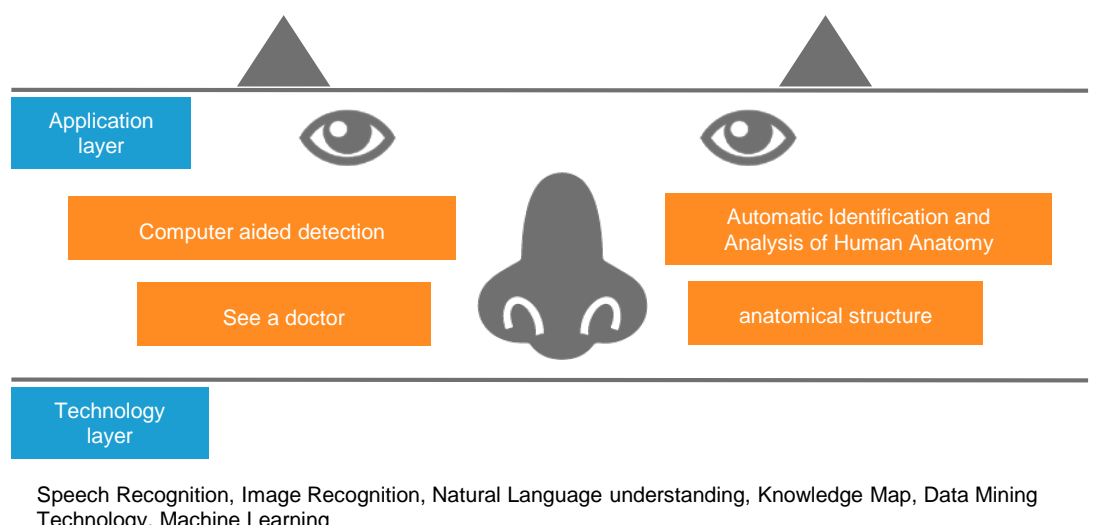 Application
layer
Computer aided detection
Automatic Identification and
Analysis of Human Anatomy
See a doctor
anatomical structure
Technology
layer
Speech Recognition, Image Recognition, Natural Language understanding, Knowledge Map, Data Mining
Technology, Machine Learning